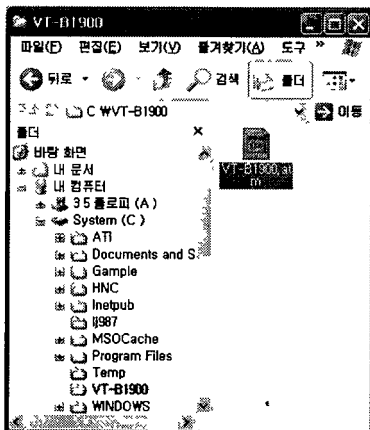 VT-B1900
파일(F) 편집(E) 보기(V) 즐겨찾기(A) 도구 »
뒤로 검색 폴더
C:₩VT-B1900 이동
폴더 ×
바탕 화면
내 문서
내 컴퓨터
3 5 플로피 (A )
System (C )
ATI
Documents and S
Gample
HNC
Inetpub
lj987
MSOCache
Program Files
Temp
VT-B1900
WINDOWS
VT-B1900,au
m